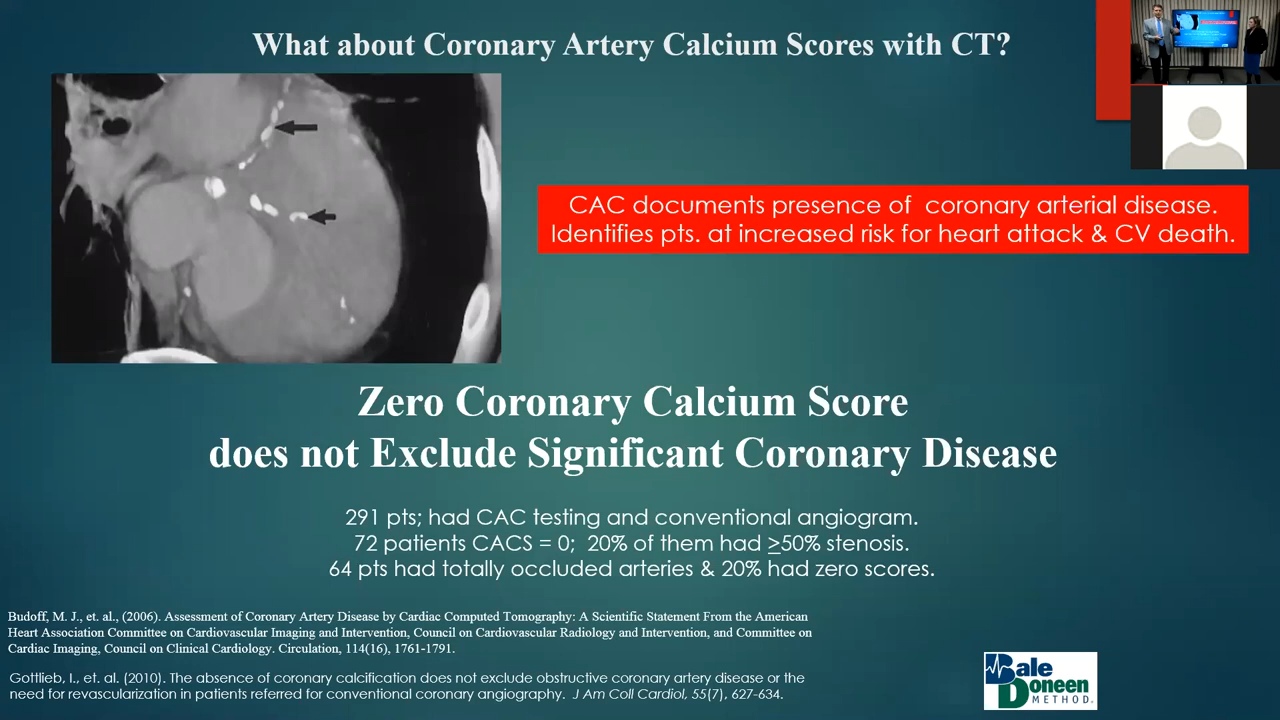 What about Coronary Artery Calcium Scores with CT?
CAC documents presence of coronary arterial disease.
Identifies pts. at increased risk for heart attack & CV death.
Zero Coronary Calcium Score
does not Exclude Significant Coronary Disease
291 pts; had CAC testing and conventional angiogram.
72 patients CACS = 0; 20% of them had ≥50% stenosis.
64 pts had totally occluded arteries & 20% had zero scores.
Budoff, M. J., et. al., (2006). Assessment of Coronary Artery Disease by Cardiac Computed Tomography: A Scientific Statement From the American
Heart Association Committee on Cardiovascular Imaging and Intervention, Council on Cardiovascular Radiology and Intervention, and Committee on
Cardiac Imaging, Council on Clinical Cardiology. Circulation, 114(16), 1761-1791.
Gottlieb, I., et. al. (2010). The absence of coronary calcification does not exclude obstructive coronary artery disease or the
need for revascularization in patients referred for conventional coronary angiography. J Am Coll Cardiol, 55(7), 627-634.
Bale
Doneen
METHOD.